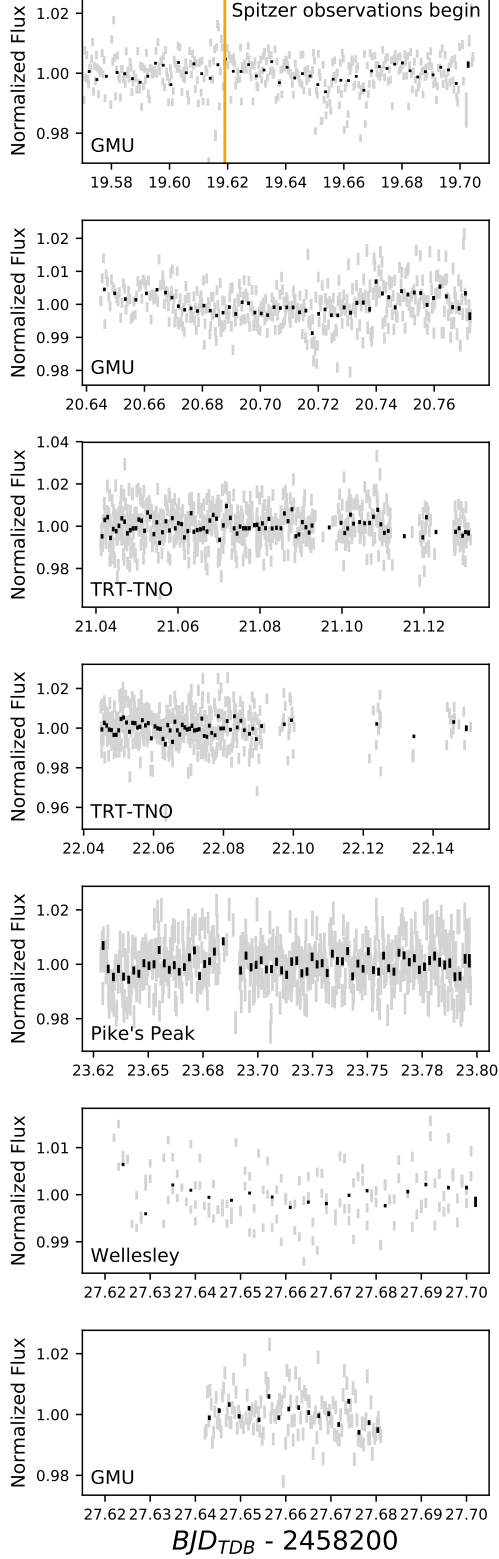 Spitzer observations begin
1.02
1.00
0.98
Normalized Flux
GMU
19.58 19.60 19.62 19.64 19.66 19.68 19.70
1.02
1.01
1.00
0.99
0.98
Normalized Flux
GMU
20.64 20.66 20.68 20.70 20.72 20.74 20.76
1.04
1.02
1.00
0.98
Normalized Flux
TRT-TNO
21.04 21.06 21.08 21.10 21.12
1.02
1.00
0.98
0.96
Normalized Flux
TRT-TNO
22.04 22.06 22.08 22.10 22.12 22.14
1.02
1.00
0.98
Normalized Flux
Pike's Peak
23.62 23.65 23.68 23.70 23.73 23.75 23.78 23.80
1.01
1.00
0.99
Normalized Flux
Wellesley
27.62 27.63 27.64 27.65 27.66 27.67 27.68 27.69 27.70
1.02
1.00
0.98
Normalized Flux
GMU
27.62 27.63 27.64 27.65 27.66 27.67 27.68 27.69 27.70
BJD_TDB - 2458200